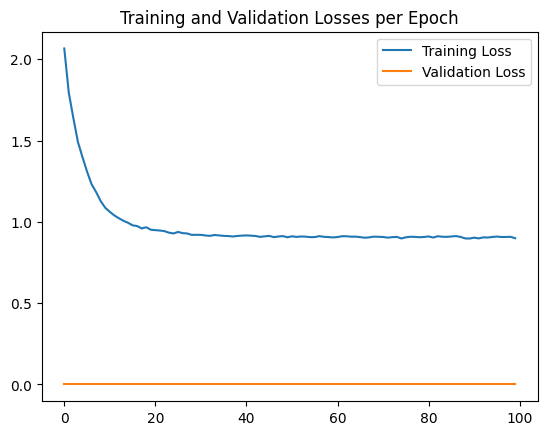 Training and Validation Losses per Epoch
Training Loss
Validation Loss
2.0
1.5
1.0
0.5
0.0
0 20 40 60 80 100